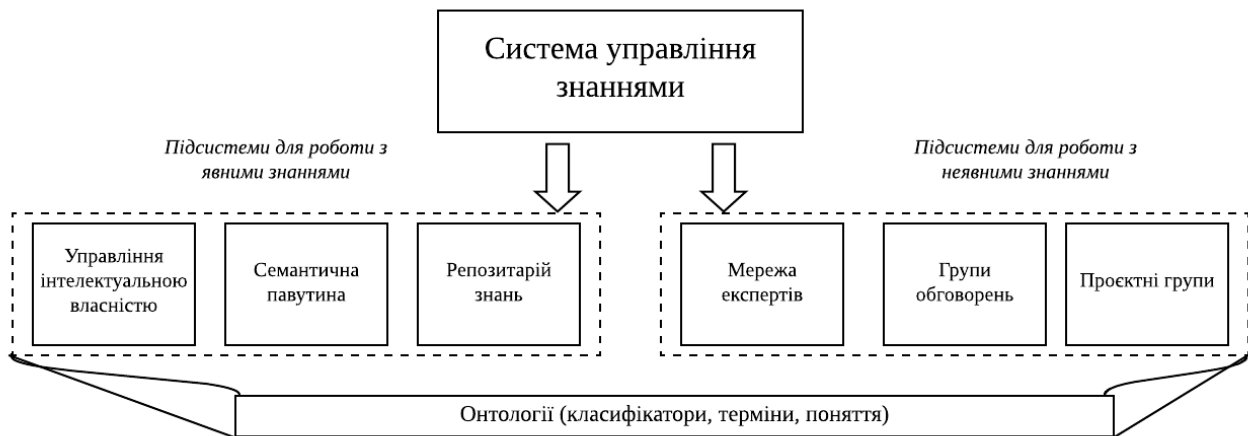 Система управління
знаннями
Підсистеми для роботи з
явними знаннями
Підсистеми для роботи з
неявними знаннями
Управління
інтелектуальною
власністю
Семантична
павутина
Репозитарій
знань
Мережа
експертів
Групи
обговорень
Проєктні групи
Онтології (класифікатори, терміни, поняття)